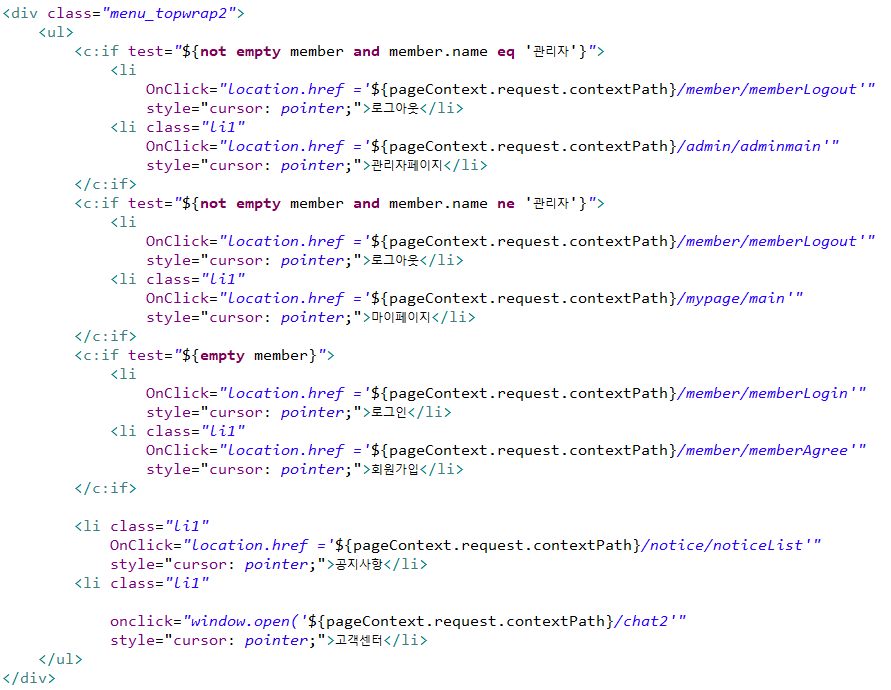 <div class="menu_topwrap2">
<ul>
<c:if test="${not empty member and member.name eq '관리자'}">
<li
OnClick="location.href ='${pageContext.request.contextPath}/member/memberLogout'"
style="cursor: pointer;">로그아웃</li>
<li class="li1"
OnClick="location.href ='${pageContext.request.contextPath}/admin/adminmain'"
style="cursor: pointer;">관리자페이지</li>
</c:if>
<c:if test="${not empty member and member.name ne '관리자'}">
<li
OnClick="location.href ='${pageContext.request.contextPath}/member/memberLogout'"
style="cursor: pointer;">로그아웃</li>
<li class="li1"
OnClick="location.href ='${pageContext.request.contextPath}/mypage/main'"
style="cursor: pointer;">마이페이지</li>
</c:if>
<c:if test="${empty member}">
<li
OnClick="location.href ='${pageContext.request.contextPath}/member/memberLogin'"
style="cursor: pointer;">로그인</li>
<li class="li1"
OnClick="location.href ='${pageContext.request.contextPath}/member/memberAgree'"
style="cursor: pointer;">회원가입</li>
</c:if>
<li class="li1"
OnClick="location.href ='${pageContext.request.contextPath}/notice/noticeList'"
style="cursor: pointer;">공지사항</li>
<li class="li1"
onclick="window.open('${pageContext.request.contextPath}/chat2'"
style="cursor: pointer;">고객센터</li>
</ul>
</div>